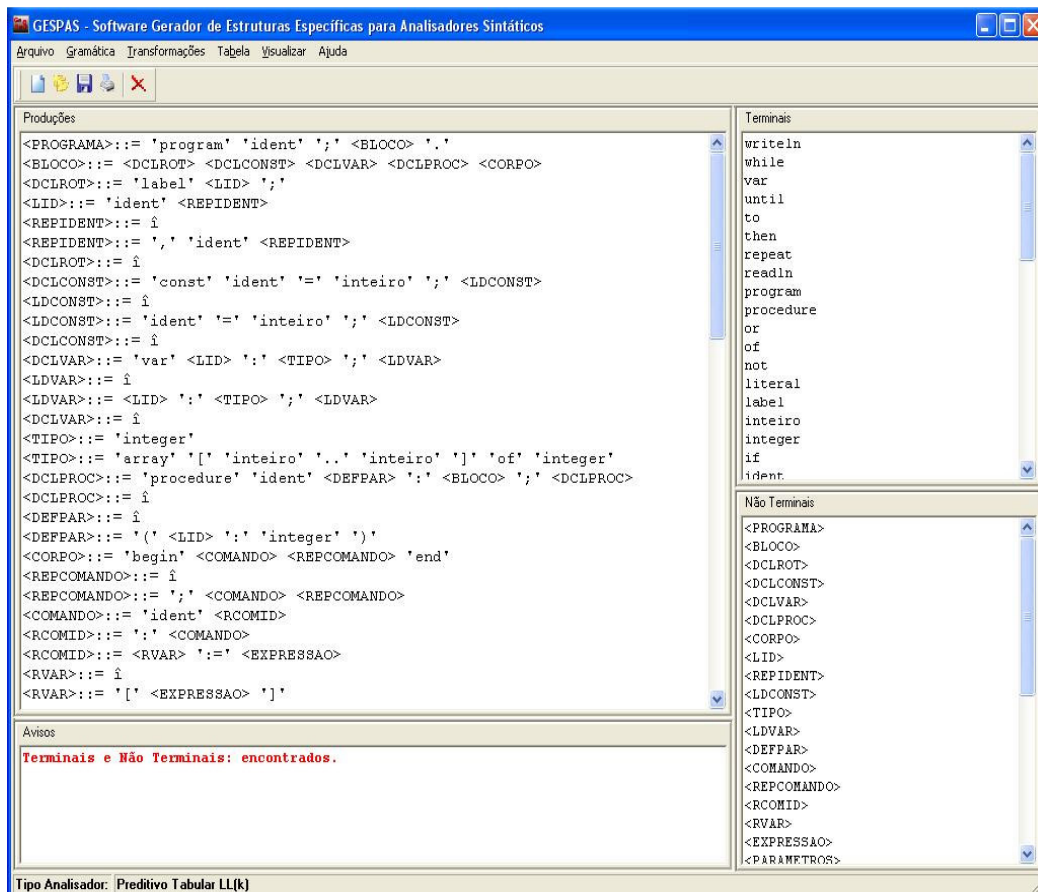 GESPAS - Software Gerador de Estruturas Específicas para Analisadores Sintáticos
Arquivo Gramática Transformações Tabela Visualizar Ajuda
Produções
<PROGRAMA>::= 'program' 'ident' ';' <BLOCO> '.'
<BLOCO>::= <DCLROT> <DCLCONST> <DCLVAR> <DCLPROC> <CORPO>
<DCLROT>::= 'label' <LID> ';'
<LID>::= 'ident' <REPIDENT>
<REPIDENT>::= î
<REPIDENT>::= ',' 'ident' <REPIDENT>
<DCLROT>::= î
<DCLCONST>::= 'const' 'ident' '=' 'inteiro' ';' <LDCONST>
<LDCONST>::= î
<LDCONST>::= 'ident' '=' 'inteiro' ';' <LDCONST>
<DCLCONST>::= î
<DCLVAR>::= 'var' <LID> ':' <TIPO> ';' <LDVAR>
<LDVAR>::= î
<LDVAR>::= <LID> ':' <TIPO> ';' <LDVAR>
<DCLVAR>::= î
<TIPO>::= 'integer'
<TIPO>::= 'array' '[' 'inteiro' '..' 'inteiro' ']' 'of' 'integer'
<DCLPROC>::= 'procedure' 'ident' <DEFPAR> ':' <BLOCO> ';' <DCLPROC>
<DCLPROC>::= î
<DEFPAR>::= î
<DEFPAR>::= '(' <LID> ':' 'integer' ')'
<CORPO>::= 'begin' <COMANDO> <REPCOMANDO> 'end'
<REPCOMANDO>::= î
<REPCOMANDO>::= ';' <COMANDO> <REPCOMANDO>
<COMANDO>::= 'ident' <RCOMID>
<RCOMID>::= ':' <COMANDO>
<RCOMID>::= <RVAR> ':=' <EXPRESSAO>
<RVAR>::= î
<RVAR>::= '[' <EXPRESSAO> ']'
Avisos
Terminais e Não Terminais: encontrados.
Terminais
writeln
while
var
until
to
then
repeat
readln
program
procedure
or
of
not
literal
label
inteiro
integer
if
ident
Não Terminais
<PROGRAMA>
<BLOCO>
<DCLROT>
<DCLCONST>
<DCLVAR>
<DCLPROC>
<CORPO>
<LID>
<REPIDENT>
<LDCONST>
<TIPO>
<LDVAR>
<DEFPAR>
<COMANDO>
<REPCOMANDO>
<RCOMID>
<RVAR>
<EXPRESSAO>
<PARAMETROS>
Tipo Analisador: Preditivo Tabular LL(k)